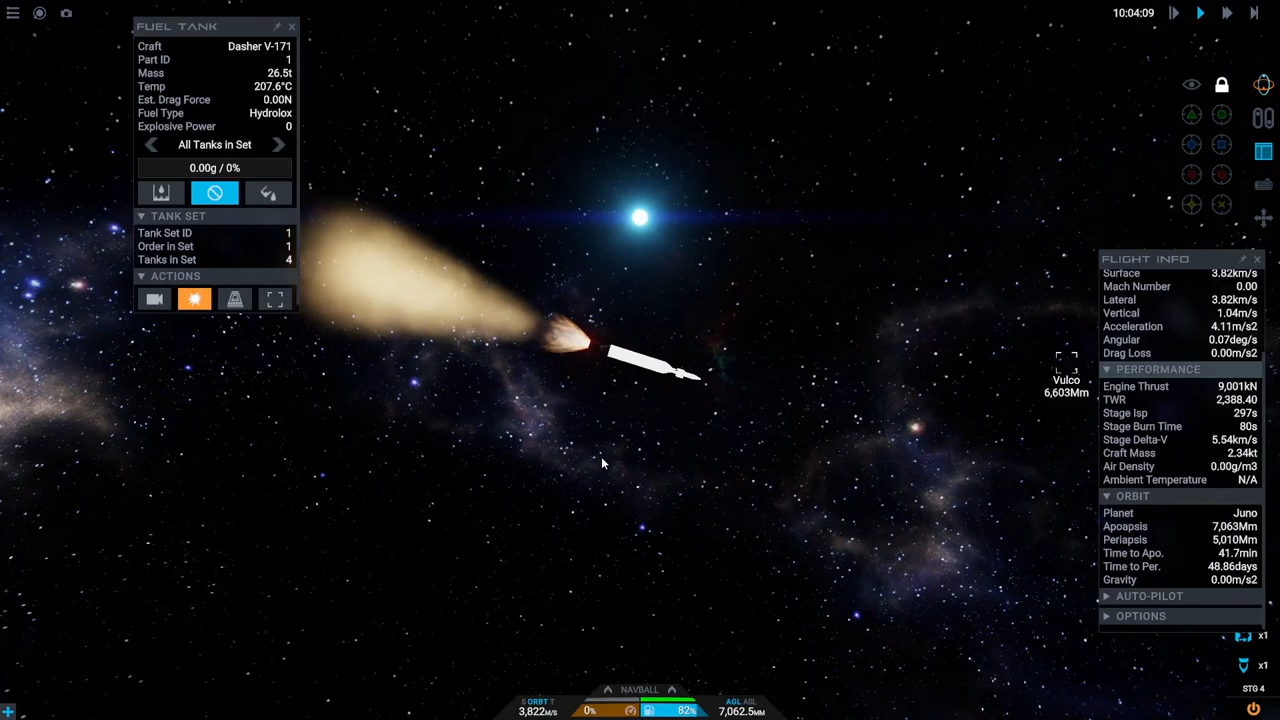 10:04:09
FUEL TANK
Craft Dasher V-171
Part ID 1
Mass 26.5t
Temp 207.6°C
Est. Drag Force 0.00N
Fuel Type Hydrolox
Explosive Power 0
All Tanks in Set
0.00g / 0%
TANK SET
Tank Set ID 1
Order in Set 1
Tanks in Set 4
ACTIONS
Vulco
6,603Mm
FLIGHT INFO
Surface 3.82km/s
Mach Number 0.00
Lateral 3.82km/s
Vertical 1.04m/s
Acceleration 4.11m/s2
Angular 0.07deg/s
Drag Loss 0.00m/s2
PERFORMANCE
Engine Thrust 9,001kN
TWR 2,388.40
Stage Isp 297s
Stage Burn Time 80s
Stage Delta-V 5.54km/s
Craft Mass 2.34kt
Air Density 0.00g/m3
Ambient Temperature N/A
ORBIT
Planet Juno
Apoapsis 7,063Mm
Periapsis 5,010Mm
Time to Apo. 41.7min
Time to Per. 48.86days
Gravity 0.00m/s2
AUTO-PILOT
OPTIONS
x1
x1
STG 4
NAVBALL
S ORBIT T
3,822M/S
0%
82%
AGL ASL
7,062.5MM